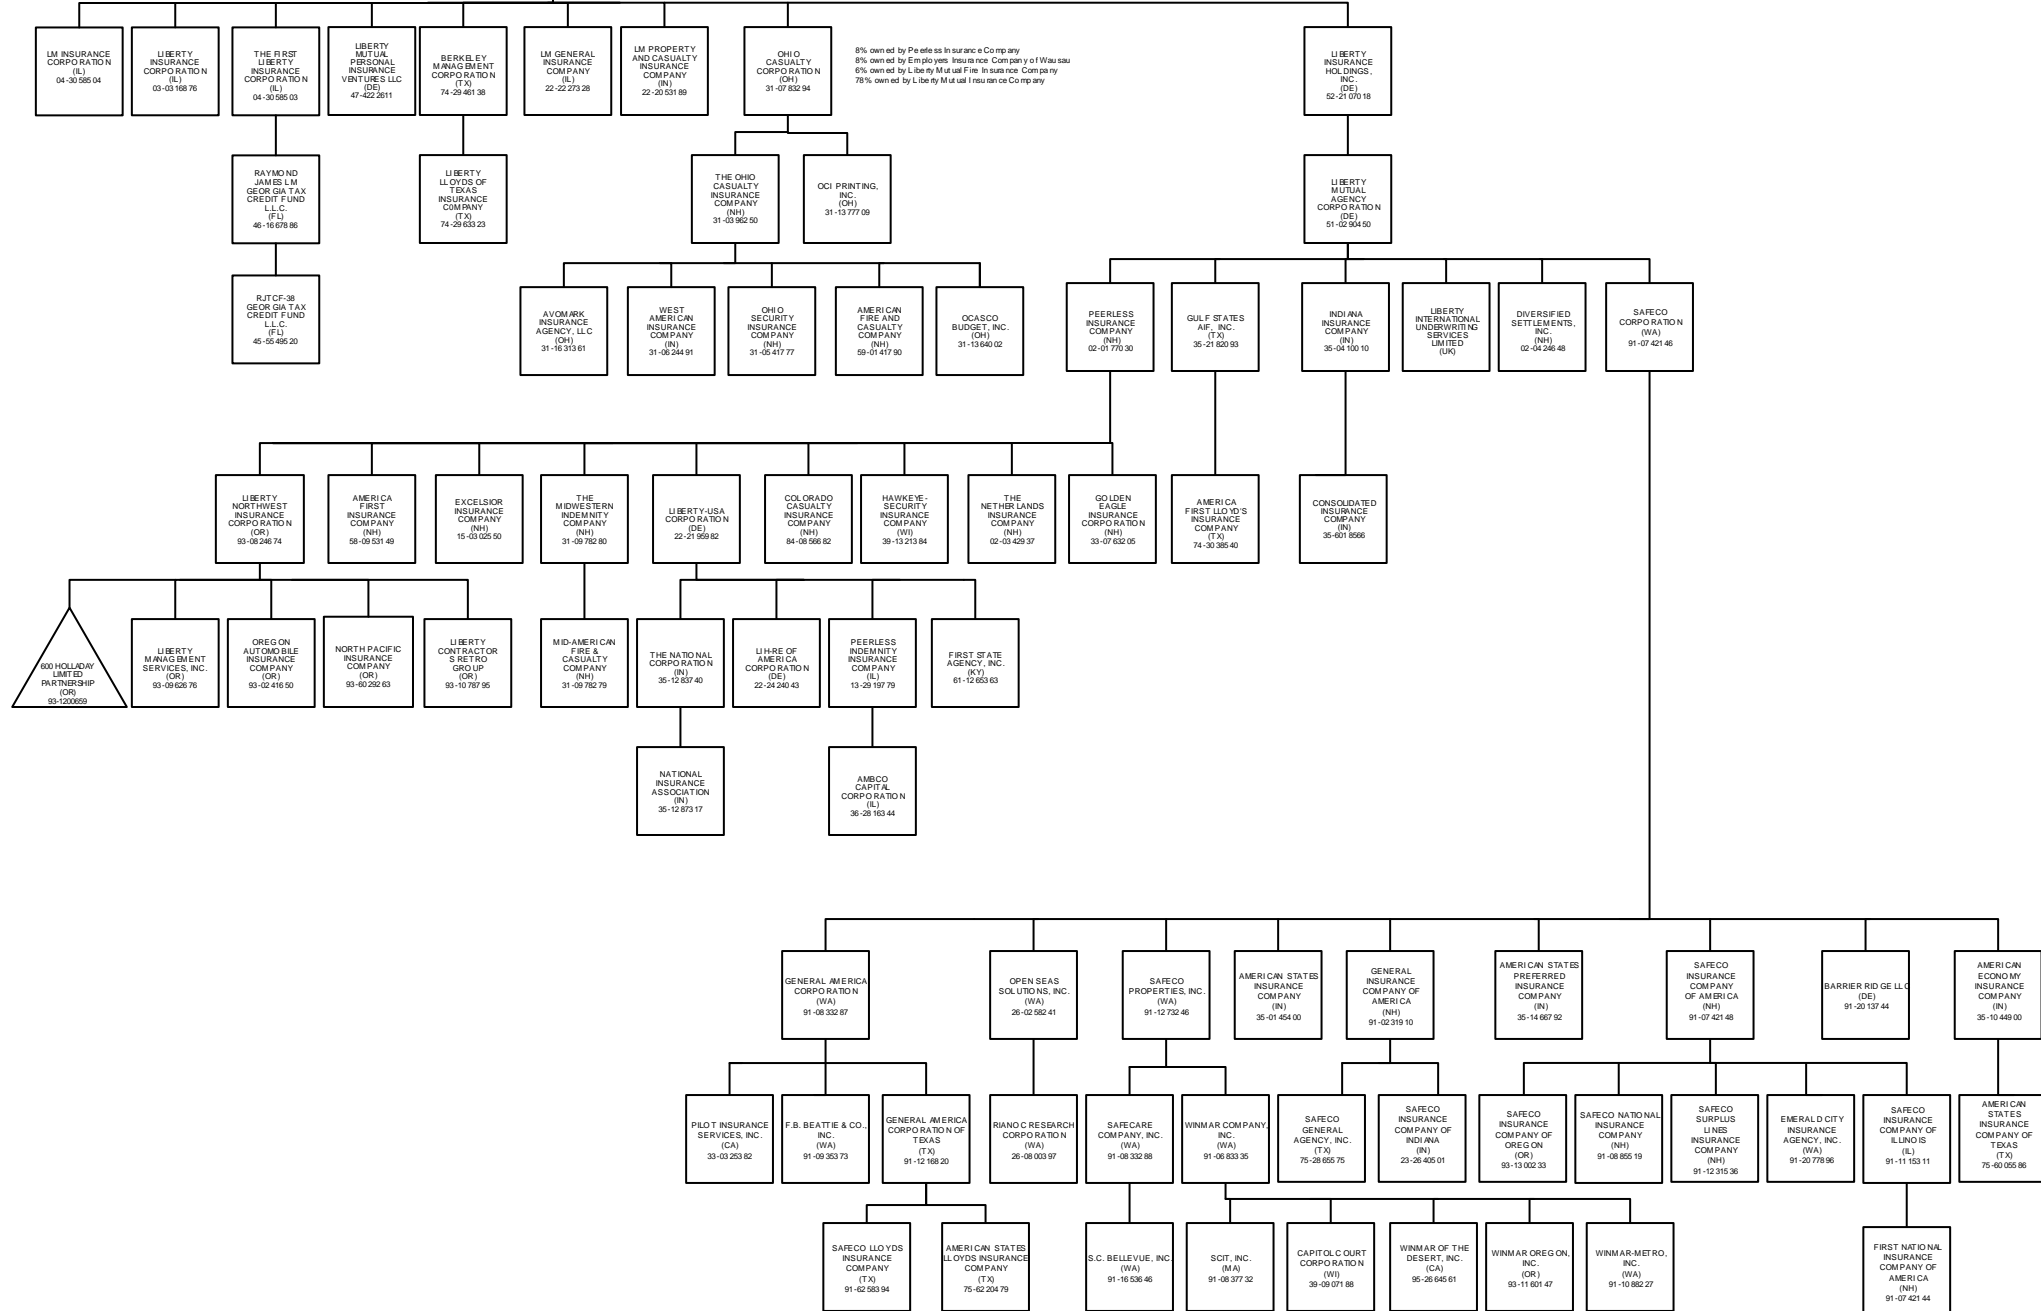 LM INSURANCE
CORPORATION
(IL)
04-3058504
LIBERTY
INSURANCE
CORPORATION
(IL)
03-0316876
THE FIRST
LIBERTY
INSURANCE
CORPORATION
(IL)
04-3058503
LIBERTY
MUTUAL
PERSONAL
INSURANCE
VENTURES LLC
(DE)
47-4222611
BERKELEY
MANAGEMENT
CORPORATION
(TX)
74-2946138
LM GENERAL
INSURANCE
COMPANY
(IL)
22-2227328
LM PROPERTY
AND CASUALTY
INSURANCE
COMPANY
(IN)
22-2053189
OHIO
CASUALTY
CORPORATION
(OH)
31-0783294
8% owned by Peerless Insurance Company
8% owned by Employers Insurance Company of Wausau
6% owned by Liberty Mutual Fire Insurance Company
78% owned by Liberty Mutual Insurance Company
LIBERTY
INSURANCE
HOLDINGS,
INC.
(DE)
52-2107018
RAYMOND
JAMES LM
GEORGIA TAX
CREDIT FUND
L.L.C.
(FL)
46-1667886
LIBERTY
LLOYDS OF
TEXAS
INSURANCE
COMPANY
(TX)
74-2963323
THE OHIO
CASUALTY
INSURANCE
COMPANY
(NH)
31-0396250
OCI PRINTING,
INC.
(OH)
31-1377709
LIBERTY
MUTUAL
AGENCY
CORPORATION
(DE)
51-0290450
RJTCF-38
GEORGIA TAX
CREDIT FUND
L.L.C.
(FL)
45-5549520
AVOMARK
INSURANCE
AGENCY, LLC
(OH)
31-1631361
WEST
AMERICAN
INSURANCE
COMPANY
(IN)
31-0624491
OHIO
SECURITY
INSURANCE
COMPANY
(NH)
31-0541777
AMERICAN
FIRE AND
CASUALTY
COMPANY
(NH)
59-0141790
OCASCO
BUDGET, INC.
(OH)
31-1364002
PEERLESS
INSURANCE
COMPANY
(NH)
02-0177030
GULF STATES
AIF, INC.
(TX)
35-2182093
INDIANA
INSURANCE
COMPANY
(IN)
35-0410010
LIBERTY
INTERNATIONAL
UNDERWRITING
SERVICES
LIMITED
(UK)
DIVERSIFIED
SETTLEMENTS,
INC.
(NH)
02-0424648
SAFECO
CORPORATION
(WA)
91-0742146
LIBERTY
NORTHWEST
INSURANCE
CORPORATION
(OR)
93-0824674
AMERICA
FIRST
INSURANCE
COMPANY
(NH)
58-0953149
EXCELSIOR
INSURANCE
COMPANY
(NH)
15-0302550
THE
MIDWESTERN
INDEMNITY
COMPANY
(NH)
31-0978280
LIBERTY-USA
CORPORATION
(DE)
22-2195982
COLORADO
CASUALTY
INSURANCE
COMPANY
(NH)
84-0856682
HAWKEYE-
SECURITY
INSURANCE
COMPANY
(WI)
39-1321384
THE
NETHERLANDS
INSURANCE
COMPANY
(NH)
02-0342937
GOLDEN
EAGLE
INSURANCE
CORPORATION
(NH)
33-0763205
AMERICA
FIRST LLOYD'S
INSURANCE
COMPANY
(TX)
74-3038540
CONSOLIDATED
INSURANCE
COMPANY
(IN)
35-6018566
600 HOLLADAY
LIMITED
PARTNERSHIP
(OR)
93-1200659
LIBERTY
MANAGEMENT
SERVICES, INC.
(OR)
93-0962676
OREGON
AUTOMOBILE
INSURANCE
COMPANY
(OR)
93-0241650
NORTH PACIFIC
INSURANCE
COMPANY
(OR)
93-6029263
LIBERTY
CONTRACTOR
S RETRO
GROUP
(OR)
93-1078795
MID-AMERICAN
FIRE &
CASUALTY
COMPANY
(NH)
31-0978279
THE NATIONAL
CORPORATION
(IN)
35-1283740
LIH-RE OF
AMERICA
CORPORATION
(DE)
22-2424043
PEERLESS
INDEMNITY
INSURANCE
COMPANY
(IL)
13-2919779
FIRST STATE
AGENCY, INC.
(KY)
61-1265363
NATIONAL
INSURANCE
ASSOCIATION
(IN)
35-1287317
AMBCO
CAPITAL
CORPORATION
(IL)
36-2816344
GENERAL AMERICA
CORPORATION
(WA)
91-0833287
OPEN SEAS
SOLUTIONS, INC.
(WA)
26-0258241
SAFECO
PROPERTIES, INC.
(WA)
91-1273246
AMERICAN STATES
INSURANCE
COMPANY
(IN)
35-0145400
GENERAL
INSURANCE
COMPANY OF
AMERICA
(NH)
91-0231910
AMERICAN STATES
PREFERRED
INSURANCE
COMPANY
(IN)
35-1466792
SAFECO
INSURANCE
COMPANY
OF AMERICA
(NH)
91-0742148
BARRIER RIDGE LLC
(DE)
91-2013744
AMERICAN
ECONOMY
INSURANCE
COMPANY
(IN)
35-1044900
PILOT INSURANCE
SERVICES, INC.
(CA)
33-0325382
F.B. BEATTIE & CO.,
INC.
(WA)
91-0935373
GENERAL AMERICA
CORPORATION OF
TEXAS
(TX)
91-1216820
RIANOC RESEARCH
CORPORATION
(WA)
26-0800397
SAFECARE
COMPANY, INC.
(WA)
91-0833288
WINMAR COMPANY,
INC.
(WA)
91-0683335
SAFECO
GENERAL
AGENCY, INC.
(TX)
75-2865575
SAFECO
INSURANCE
COMPANY OF
INDIANA
(IN)
23-2640501
SAFECO
INSURANCE
COMPANY OF
OREGON
(OR)
93-1300233
SAFECO NATIONAL
INSURANCE
COMPANY
(NH)
91-0885519
SAFECO
SURPLUS
LINES
INSURANCE
COMPANY
(NH)
91-1231536
EMERALD CITY
INSURANCE
AGENCY, INC.
(WA)
91-2077896
SAFECO
INSURANCE
COMPANY OF
ILLINOIS
(IL)
91-1115311
AMERICAN
STATES
INSURANCE
COMPANY OF
TEXAS
(TX)
75-6005586
SAFECO LLOYDS
INSURANCE
COMPANY
(TX)
91-6258394
AMERICAN STATES
LLOYDS INSURANCE
COMPANY
(TX)
75-6220479
S.C. BELLEVUE, INC.
(WA)
91-1653646
SCIT, INC.
(MA)
91-0837732
CAPITOL COURT
CORPORATION
(WI)
39-0907188
WINMAR OF THE
DESERT, INC.
(CA)
95-2664561
WINMAR OREGON,
INC.
(OR)
93-1160147
WINMAR-METRO,
INC.
(WA)
91-1088227
FIRST NATIONAL
INSURANCE
COMPANY OF
AMERICA
(NH)
91-0742144